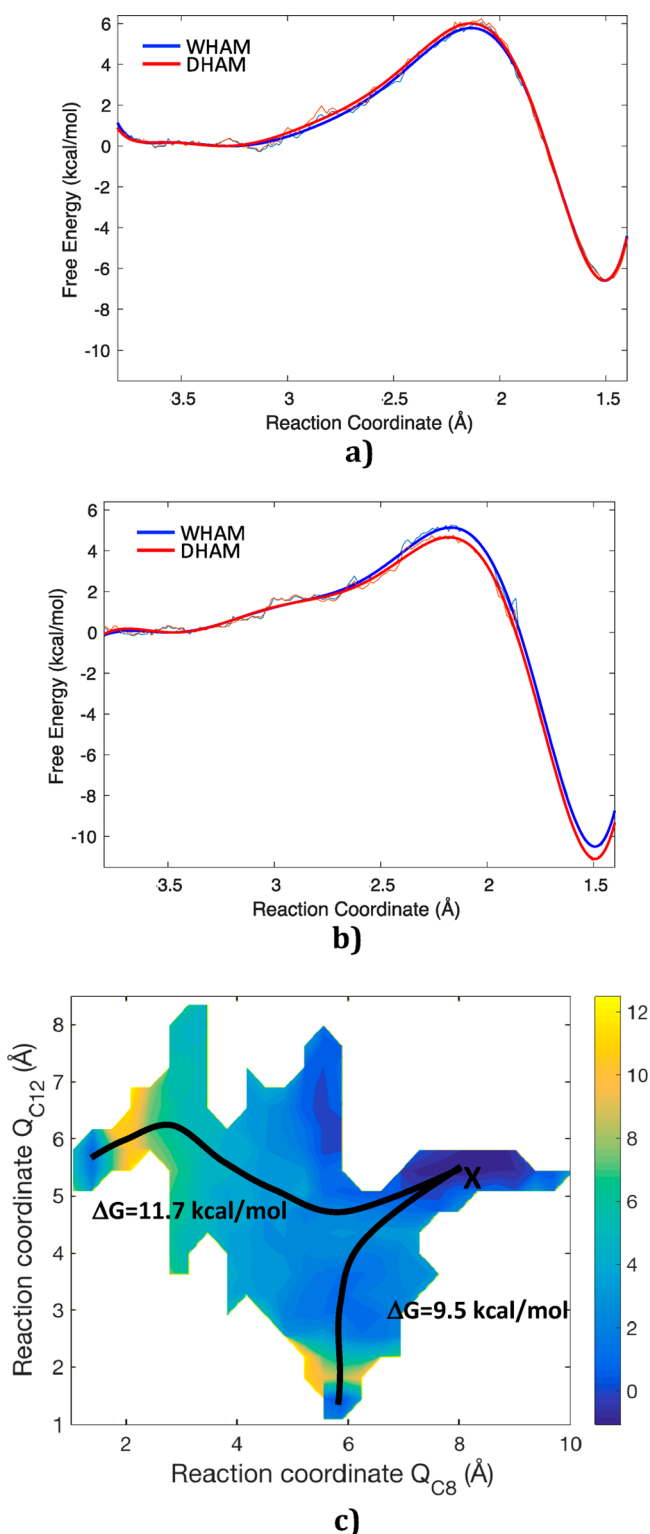 6
4
2
0
-2
-4
-6
-8
-10
Free Energy (kcal/mol)
WHAM
DHAM
3.5 3 2.5 2 1.5
Reaction Coordinate (Å)
a)
6
4
2
0
-2
-4
-6
-8
-10
Free Energy (kcal/mol)
WHAM
DHAM
3.5 3 2.5 2 1.5
Reaction Coordinate (Å)
b)
8
7
6
5
4
3
2
1
Reaction coordinate Q_C12 (Å)
X
ΔG=11.7 kcal/mol
ΔG=9.5 kcal/mol
2 4 6 8 10
Reaction coordinate Q_C8 (Å)
12
10
8
6
4
2
0
c)